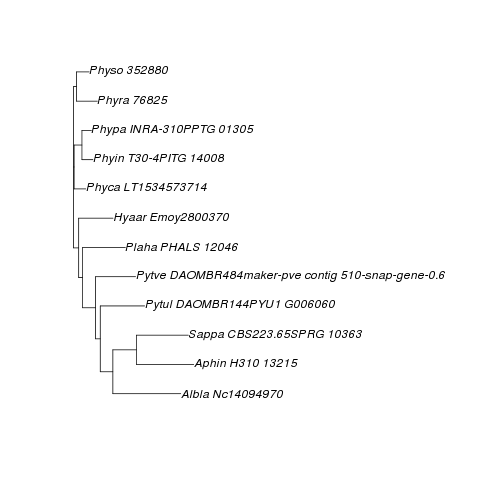 Physo 352880
Phyra 76825
Phypa INRA-310PPTG 01305
Phyin T30-4PITG 14008
Phyca LT1534573714
Hyaar Emoy2800370
Plaha PHALS 12046
Pytve DAOMBR484maker-pve contig 510-snap-gene-0.6
Pytul DAOMBR144PYU1 G006060
Sappa CBS223.65SPRG 10363
Aphin H310 13215
Albla Nc14094970